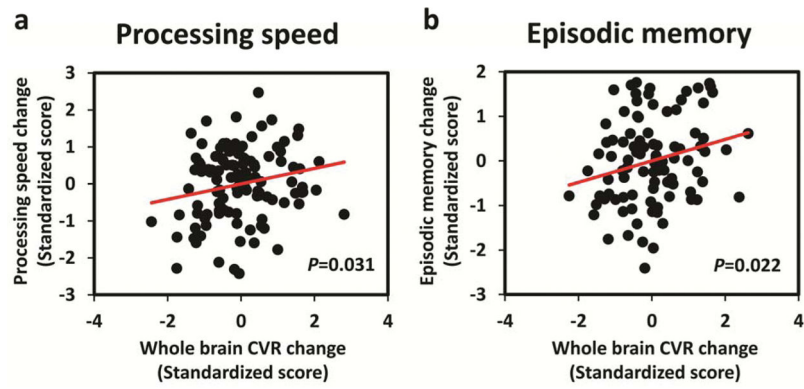 a
Processing speed
Processing speed change
(Standardized score)
3
2
1
0
-1
-2
-3
P=0.031
-4
-2
0
2
4
Whole brain CVR change
(Standardized score)
b
Episodic memory
Episodic memory change
(Standardized score)
2
1
0
-1
-2
-3
P=0.022
-4
-2
0
2
4
Whole brain CVR change
(Standardized score)